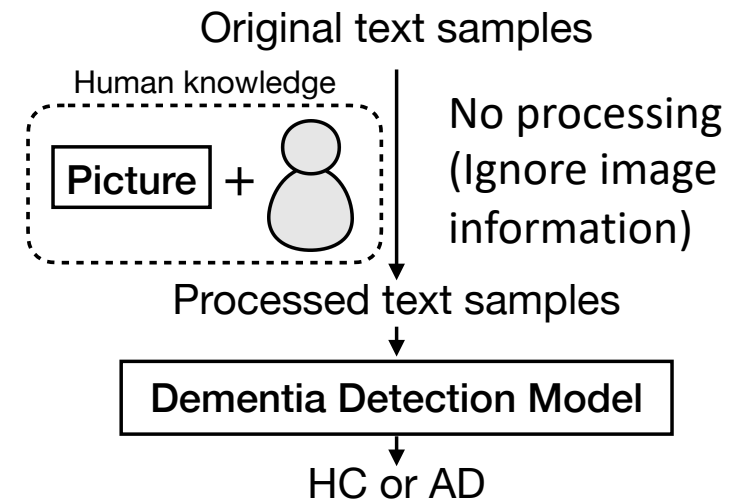 Original text samples
Human knowledge
Picture +
No processing
(Ignore image
information)
Processed text samples
Dementia Detection Model
HC or AD